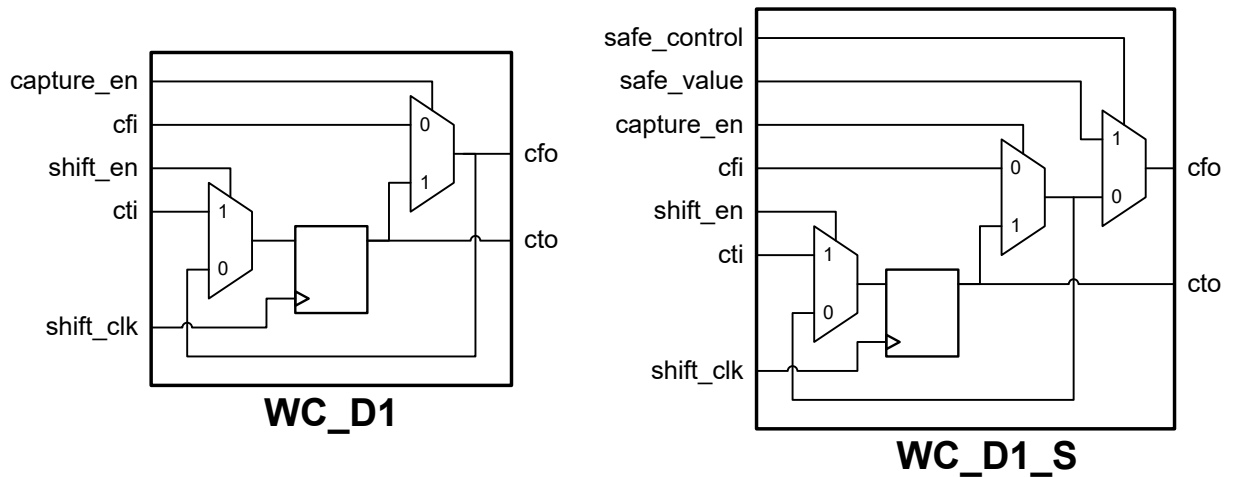 capture_en
cfi
shift_en
cti
shift_clk
0
1
1
0
cfo
cto
WC_D1
safe_control
safe_value
capture_en
cfi
shift_en
cti
shift_clk
1
0
0
1
1
0
cfo
cto
WC_D1_S